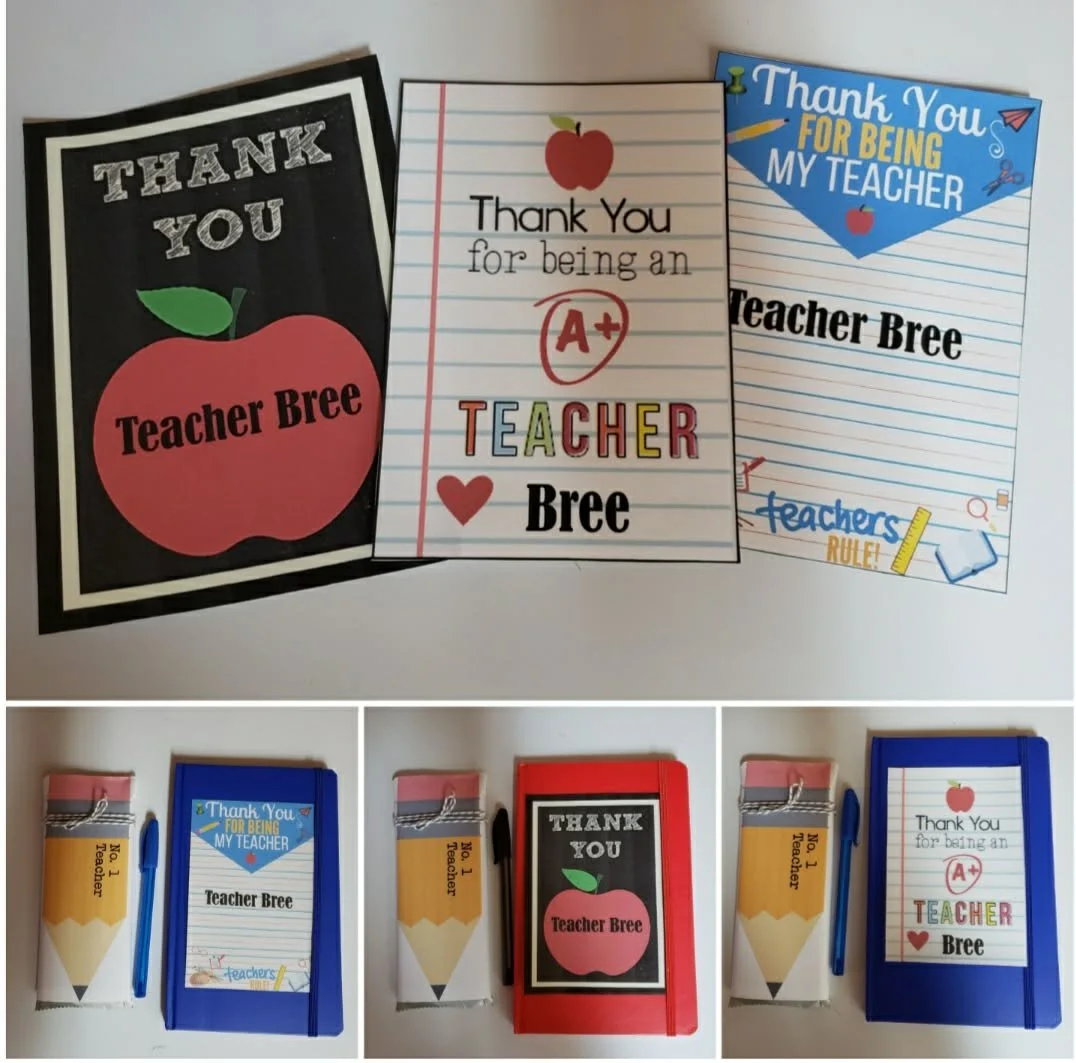 THANK
YOU
Teacher Bree
Thank You
for being an
A+
TEACHER
Bree
Thank You
FOR BEING
MY TEACHER
Teacher Bree
teachers
RULE!
No. 1
Teacher
Thank You
FOR BEING
MY TEACHER
Teacher Bree
teachers
RULE!
No. 1
Teacher
THANK
YOU
Teacher Bree
No. 1
Teacher
Thank You
for being an
A+
TEACHER
Bree